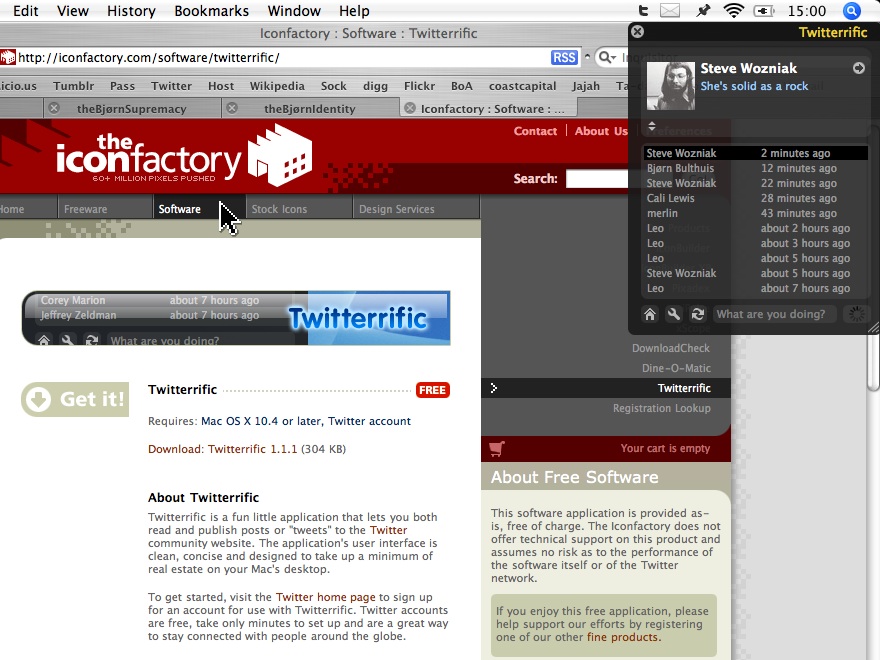 Edit View History Bookmarks Window Help
15:00
Iconfactory : Software : Twitterrific
http://iconfactory.com/software/twitterrific/
RSS
Inquisitor
icio.us Tumblr Pass Twitter Host Wikipedia Sock digg Flickr BoA coastcapital Jajah
theBjørnSupremacy
theBjørnIdentity
Iconfactory : Software : ...
Twitterrific
Steve Wozniak
She's solid as a rock
Steve Wozniak 2 minutes ago
Bjørn Bulthuis 12 minutes ago
Steve Wozniak 22 minutes ago
Cali Lewis 28 minutes ago
merlin 43 minutes ago
Leo about 2 hours ago
Leo about 3 hours ago
Leo about 5 hours ago
Steve Wozniak about 5 hours ago
Leo about 7 hours ago
What are you doing?
the
iconfactory
60+ MILLION PIXELS PUSHED
Contact About Us Preferences
Search:
Home Freeware Software Stock Icons Design Services
Corey Marion about 7 hours ago
Jeffrey Zeldman about 7 hours ago
What are you doing?
Twitterrific
DownloadCheck
Dine-O-Matic
Twitterrific
Registration Lookup
Your cart is empty
Get it!
Twitterrific FREE
Requires: Mac OS X 10.4 or later, Twitter account
Download: Twitterrific 1.1.1 (304 KB)
About Twitterrific
Twitterrific is a fun little application that lets you both
read and publish posts or "tweets" to the Twitter
community website. The application's user interface is
clean, concise and designed to take up a minimum of
real estate on your Mac's desktop.
To get started, visit the Twitter home page to sign up
for an account for use with Twitterrific. Twitter accounts
are free, take only minutes to set up and are a great way
to stay connected with people around the globe.
About Free Software
This software application is provided as-
is, free of charge. The Iconfactory does not
offer technical support on this product and
assumes no risk as to the performance of
the software itself or of the Twitter
network.
If you enjoy this free application, please
help support our efforts by registering
one of our other fine products.